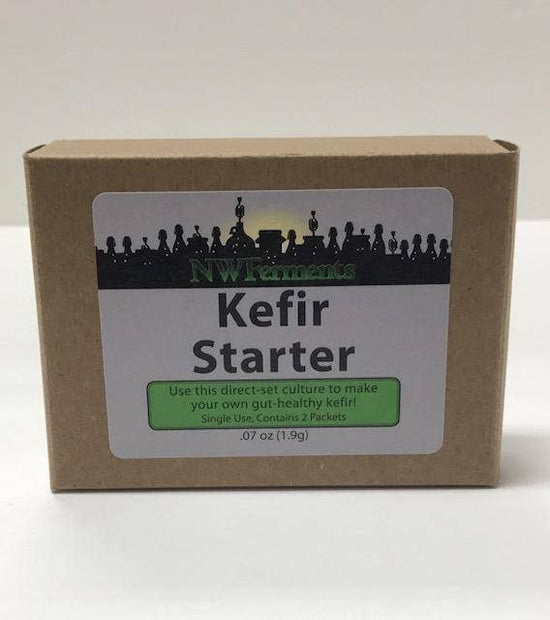 NWFerments
Kefir
Starter
Use this direct-set culture to make
your own gut-healthy kefir!
Single Use, Contains 2 Packets
.07 oz (1.9g)